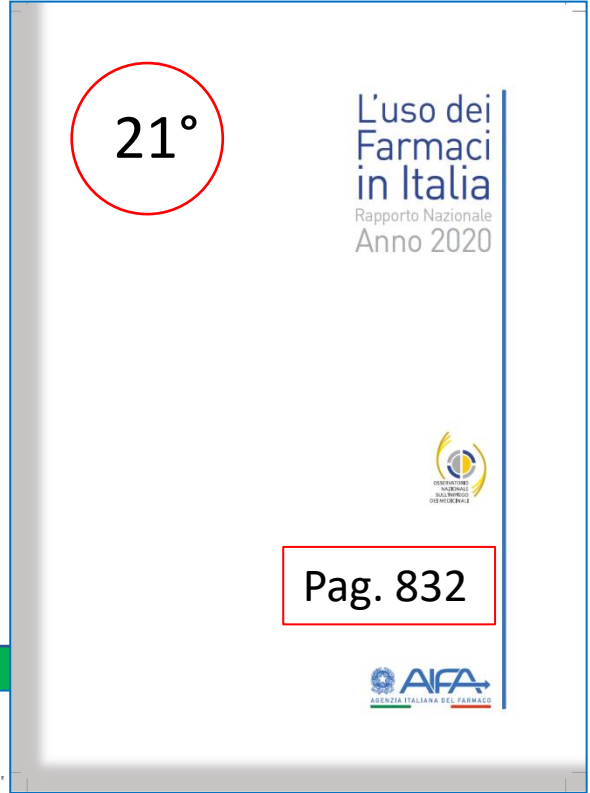 21°
L'uso dei
Farmaci
in Italia
Rapporto Nazionale
Anno 2020
OSSERVATORIO
NAZIONALE
SULL'IMPIEGO
DEI MEDICINALI
Pag. 832
AIFA
AGENZIA ITALIANA DEL FARMACO